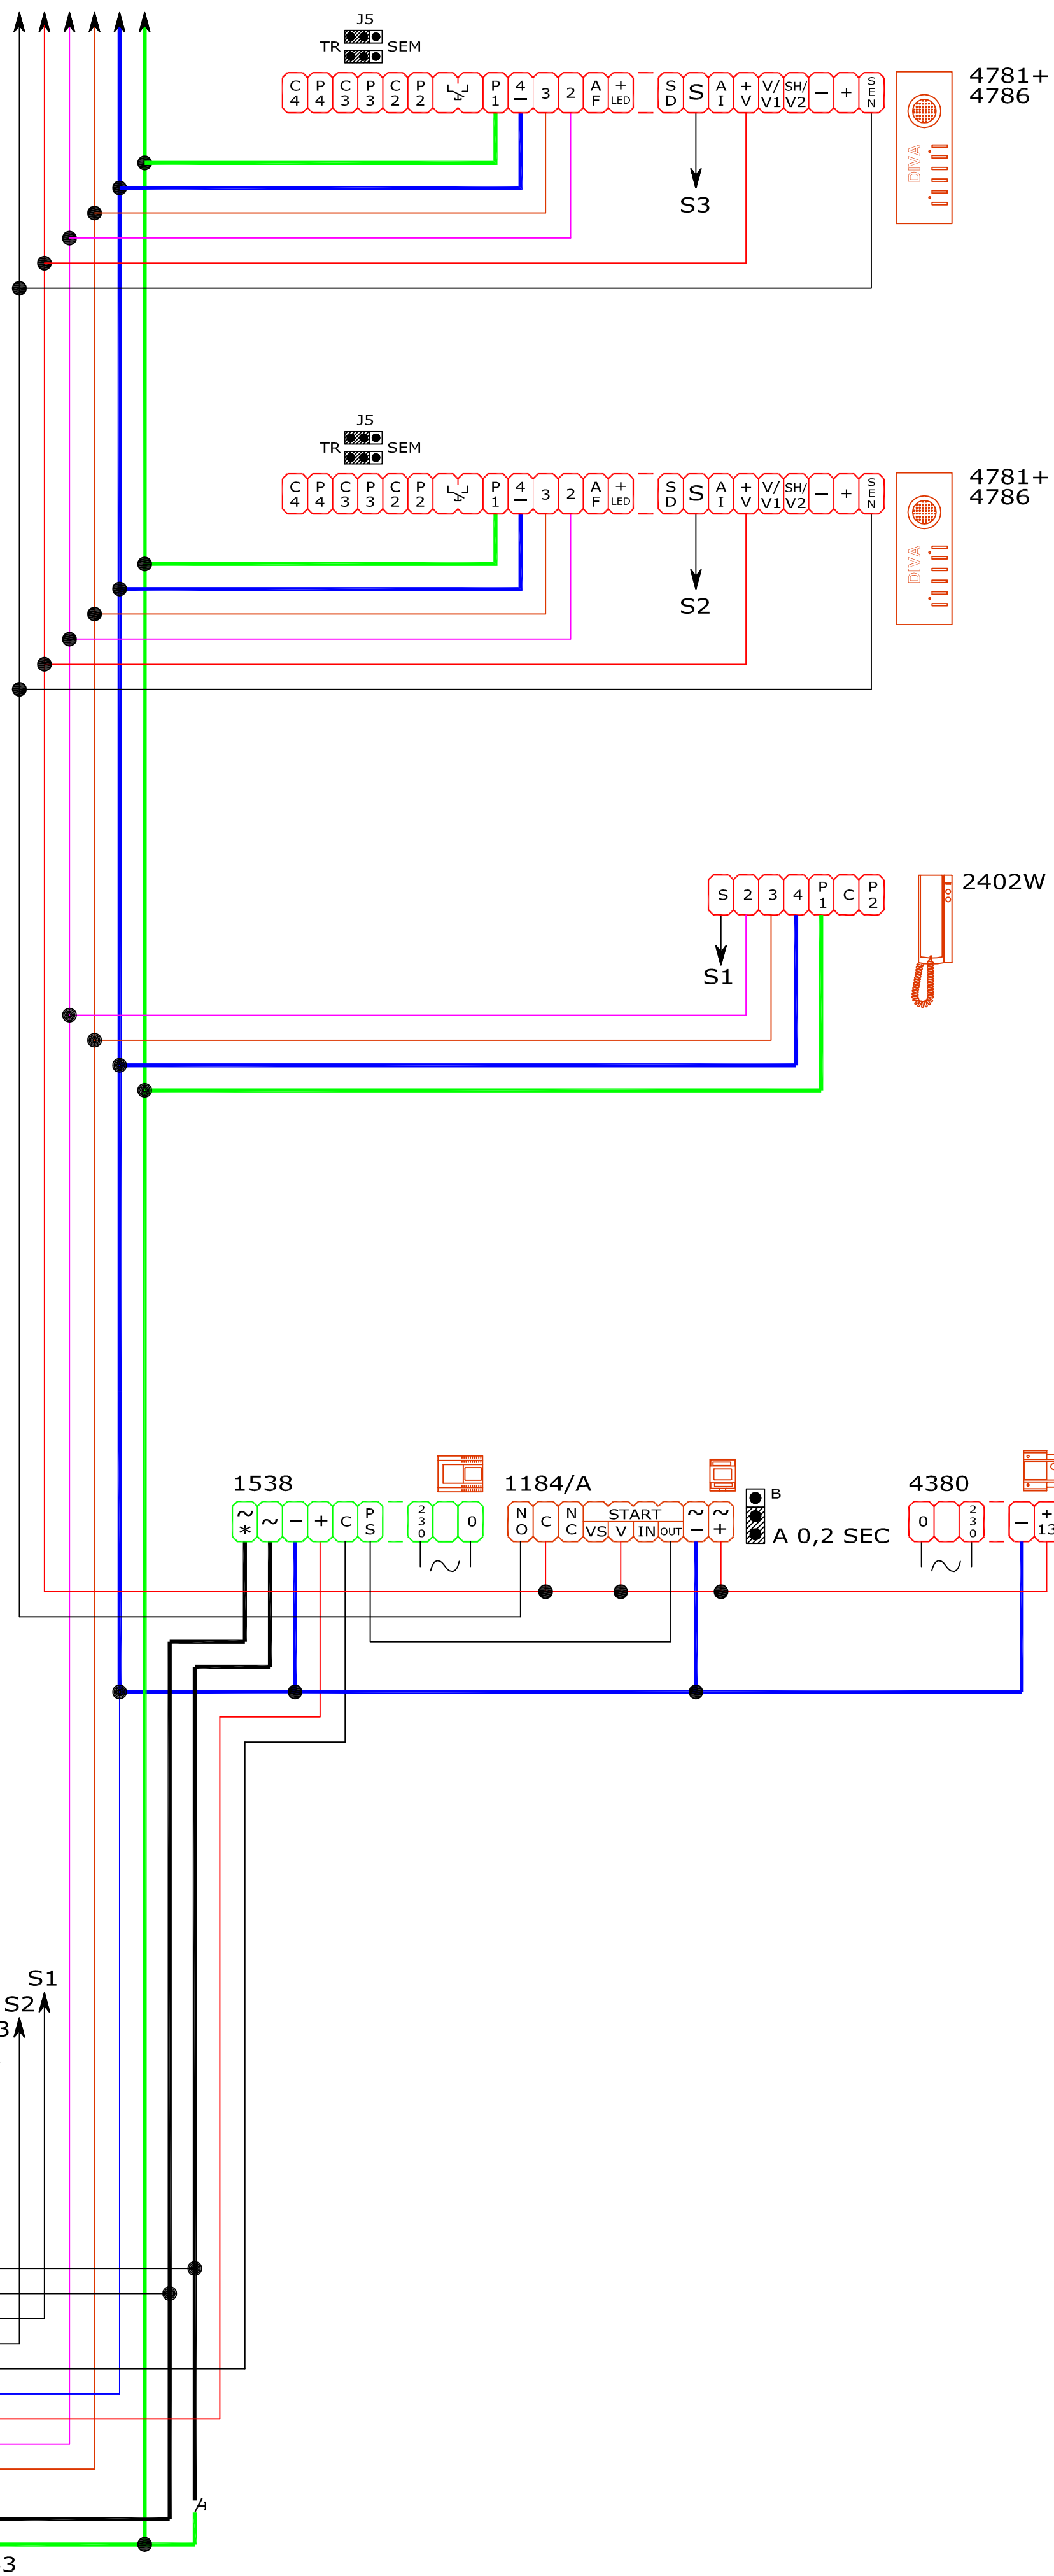 J5
TR SEM
C4 P4 C3 P3 C2 P2 P1 4− 3 2 AF +LED SD S AI +V V/V1 SH/V2 − + SEN
4781+
4786
DIVA
S3
J5
TR SEM
C4 P4 C3 P3 C2 P2 P1 4− 3 2 AF +LED SD S AI +V V/V1 SH/V2 − + SEN
4781+
4786
DIVA
S2
S 2 3 4 P1 C P2
2402W
S1
1538
~* ~ − + C PS 230 0
1184/A
NO C NC START VS V IN OUT ~− ~+
B
A 0,2 SEC
4380
0 230 − +
13
S1
S2
3
3